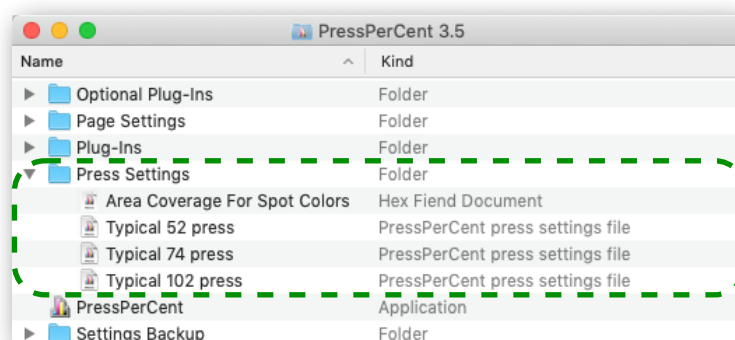 PressPerCent 3.5
Name Kind
Optional Plug-Ins Folder
Page Settings Folder
Plug-Ins Folder
Press Settings Folder
Area Coverage For Spot Colors Hex Fiend Document
Typical 52 press PressPerCent press settings file
Typical 74 press PressPerCent press settings file
Typical 102 press PressPerCent press settings file
PressPerCent Application
Settings Backup Folder